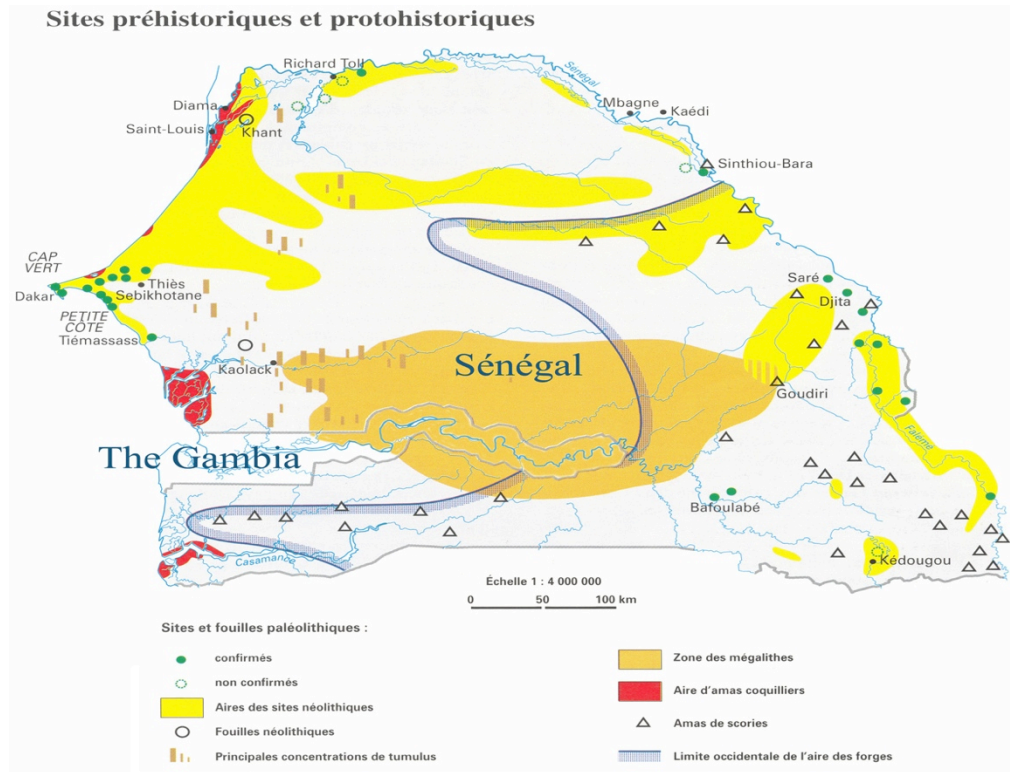 Sites préhistoriques et protohistoriques
Richard Toll
Sénégal
Diama
Mbagne
Kaédi
Saint-Louis
Khant
Sinthiou-Bara
CAP
VERT
Thiès
Saré
Dakar
Sebikhotane
Djita
PETITE
CÔTE
Tiémassass
Kaolack
Sénégal
Goudiri
Falémé
The Gambia
Bafoulabé
Casamance
Kédougou
Échelle 1 : 4 000 000
0 50 100 km
Sites et fouilles paléolithiques :
confirmés
non confirmés
Aires des sites néolithiques
Fouilles néolithiques
Principales concentrations de tumulus
Zone des mégalithes
Aire d'amas coquilliers
Amas de scories
Limite occidentale de l'aire des forges